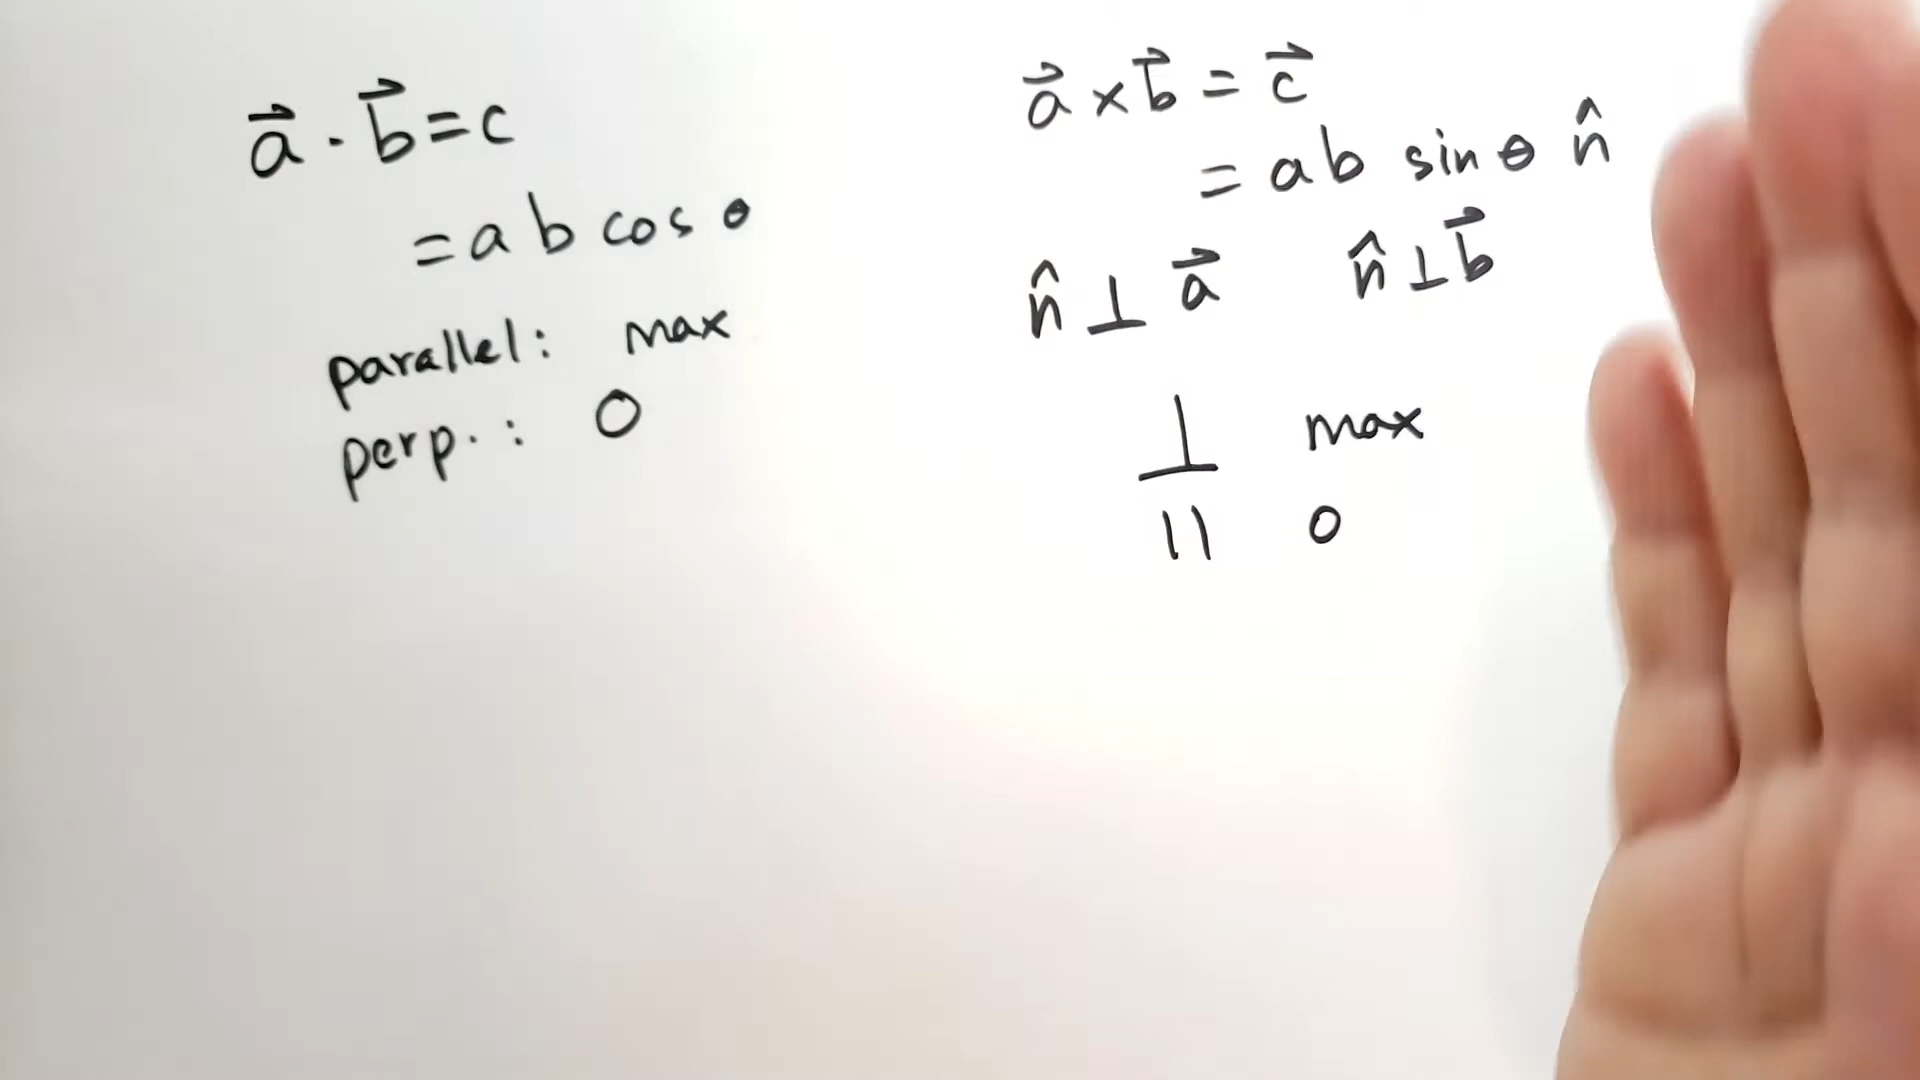 a⃗ · b⃗ = c
= a b cos θ
parallel: max
perp. : 0
a⃗ × b⃗ = c⃗
= a b sin θ n̂
n̂ ⊥ a⃗ n̂ ⊥ b⃗
⊥ max
|| 0